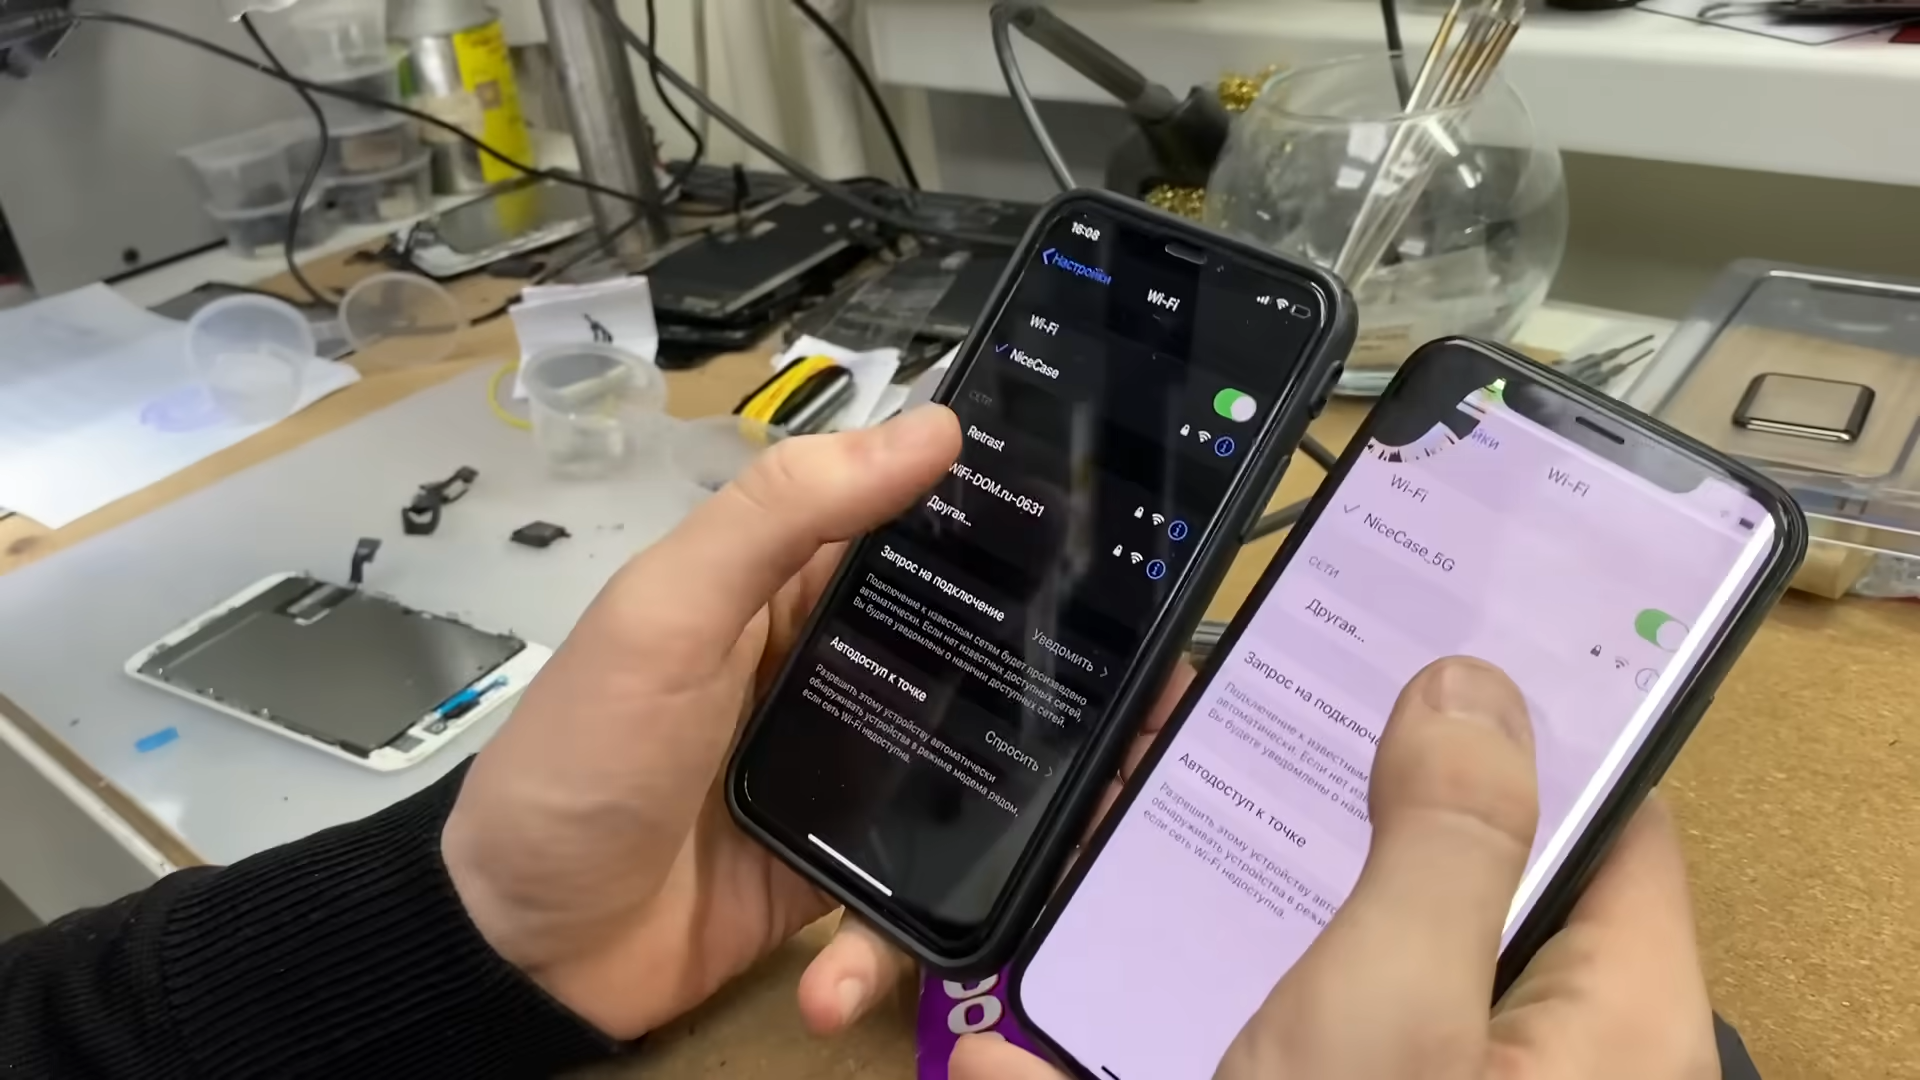 16:08
Настройки
Wi-Fi
Wi-Fi
NiceCase
СЕТИ
Retrast
WiFi-DOM.ru-0631
Другая...
Запрос на подключение
Уведомить
Подключение к известным сетям будет произведено
автоматически. Если нет известных доступных сетей,
Вы будете уведомлены о наличии доступных сетей.
Автодоступ к точке
Спросить
Разрешить этому устройству автоматически
обнаруживать устройства в режиме модема рядом,
если сеть Wi-Fi недоступна.
йки
Wi-Fi
Wi-Fi
NiceCase_5G
СЕТИ
Другая...
Запрос на подключе
Подключение к известным
автоматически. Если нет из
Вы будете уведомлены о нали
Автодоступ к точке
Разрешить этому устройству авто
обнаруживать устройства в режи
если сеть Wi-Fi недоступна.